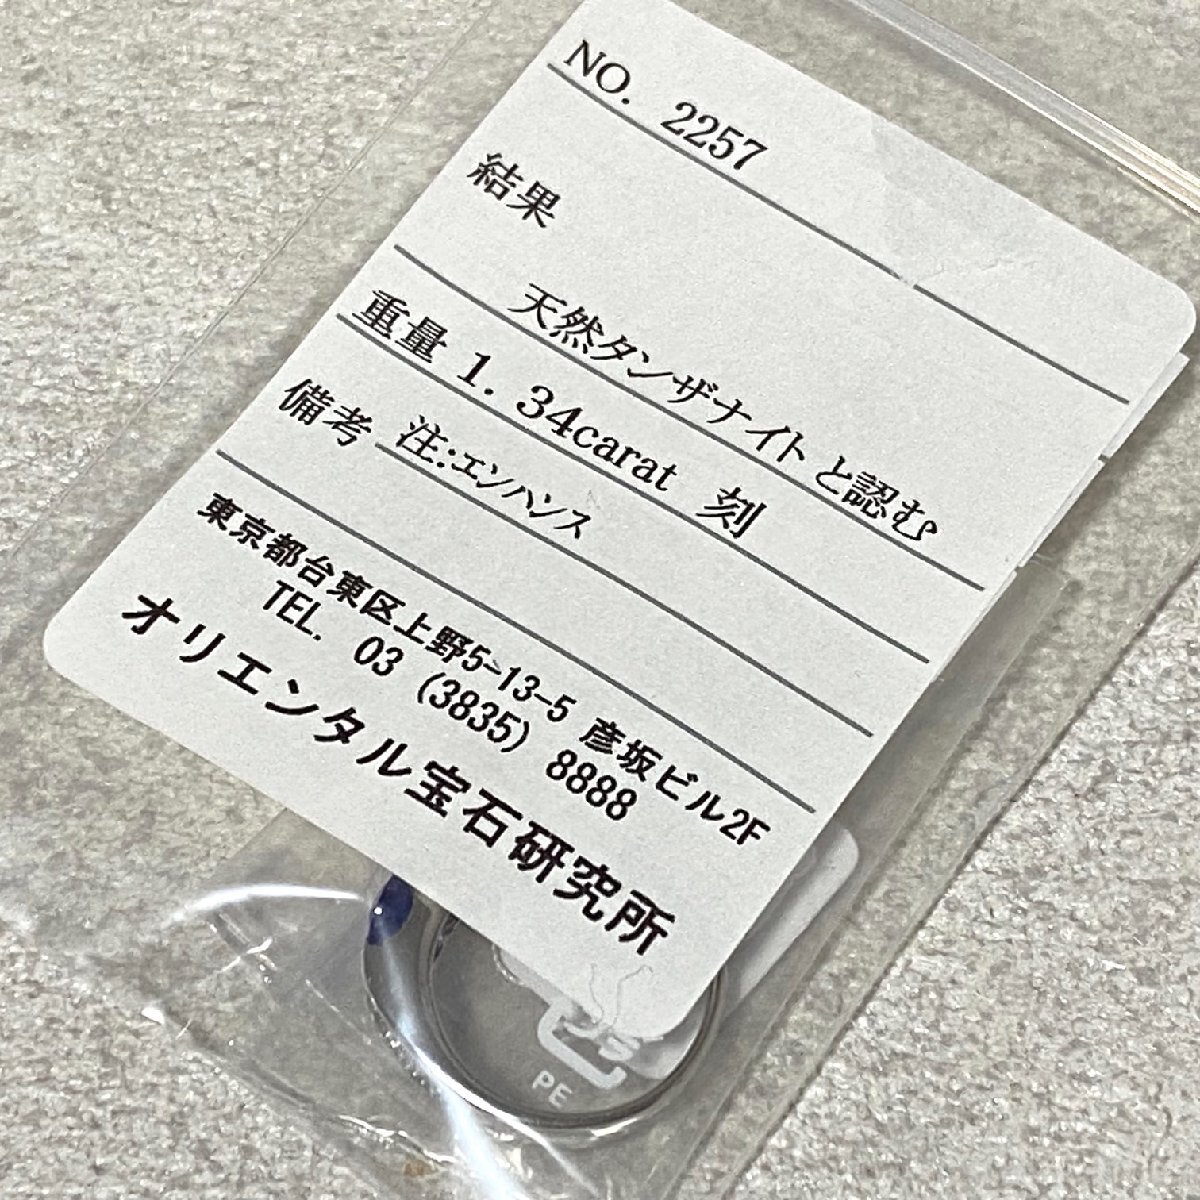 NO. 2257
結果
天然タンザナイトと認む
重量 1. 34carat 刻
備考 注:エンハンス
東京都台東区上野5-13-5 彦坂ビル2F
TEL. 03 (3835) 8888
オリエンタル宝石研究所
プラ
PE